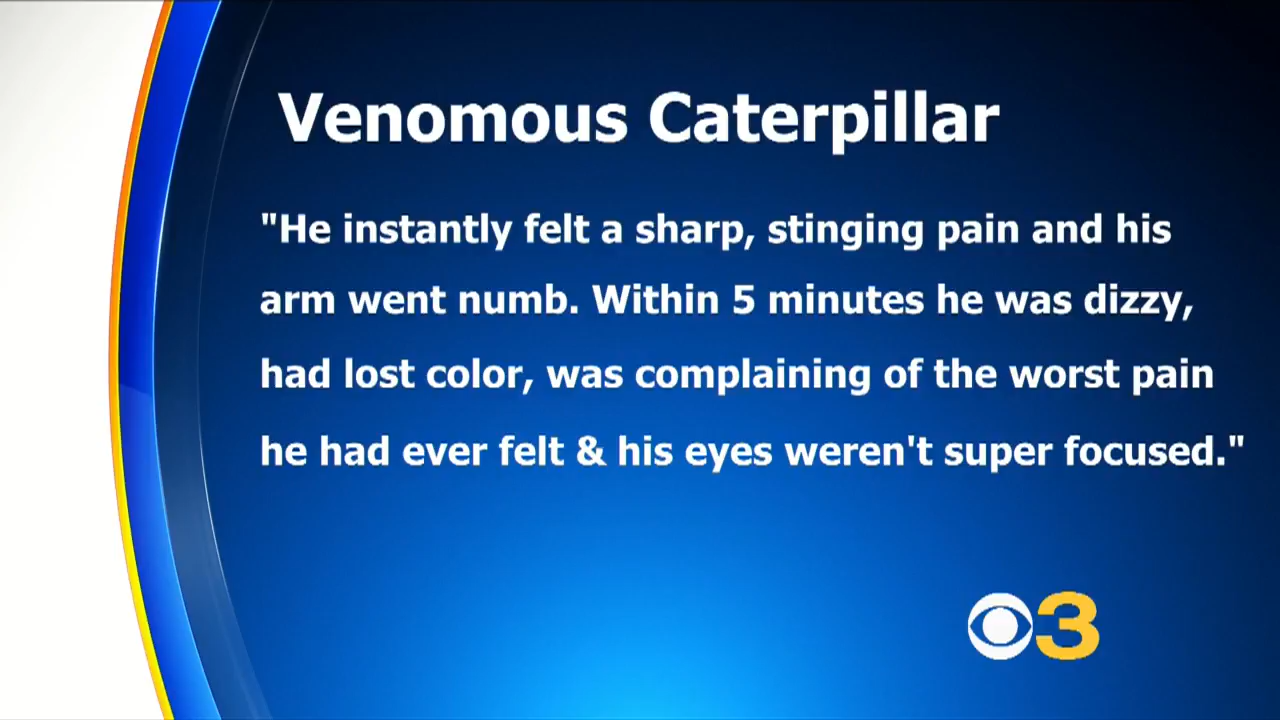 Venomous Caterpillar
"He instantly felt a sharp, stinging pain and his
arm went numb. Within 5 minutes he was dizzy,
had lost color, was complaining of the worst pain
he had ever felt & his eyes weren't super focused."
3